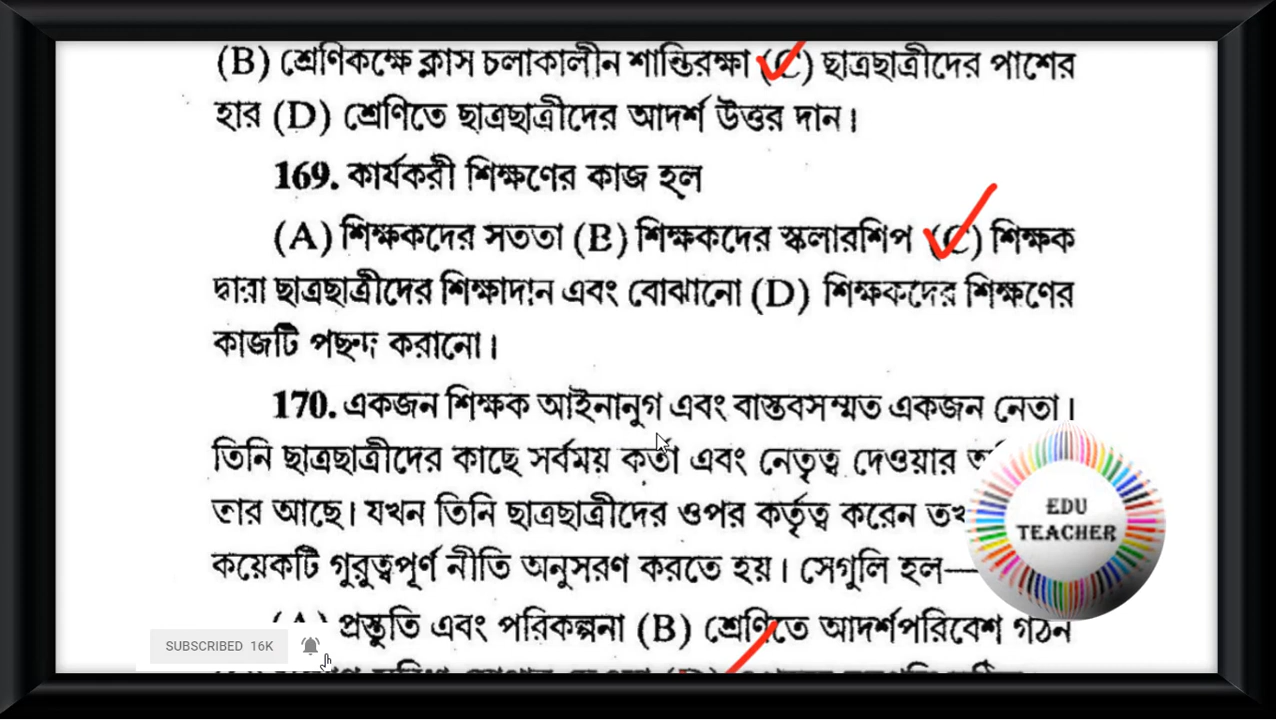 (B) শ্রেণিকক্ষে ক্লাস চলাকালীন শান্তিরক্ষা (C) ছাত্রছাত্রীদের পাশের
হার (D) শ্রেণিতে ছাত্রছাত্রীদের আদর্শ উত্তর দান।
169. কার্যকরী শিক্ষণের কাজ হল
(A) শিক্ষকদের সততা (B) শিক্ষকদের স্কলারশিপ (C) শিক্ষক
দ্বারা ছাত্রছাত্রীদের শিক্ষাদান এবং বোঝানো (D) শিক্ষকদের শিক্ষণের
কাজটি পছন্দ করানো।
170. একজন শিক্ষক আইনানুগ এবং বাস্তবসম্মত একজন নেতা।
তিনি ছাত্রছাত্রীদের কাছে সর্বময় কর্তা এবং নেতৃত্ব দেওয়ার
তার আছে। যখন তিনি ছাত্রছাত্রীদের ওপর কর্তৃত্ব করেন
কয়েকটি গুরুত্বপূর্ণ নীতি অনুসরণ করতে হয়। সেগুলি হল—
(A) প্রস্তুতি এবং পরিকল্পনা (B) শ্রেণিতে আদর্শপরিবেশ গঠন
EDU
TEACHER
SUBSCRIBED 16K